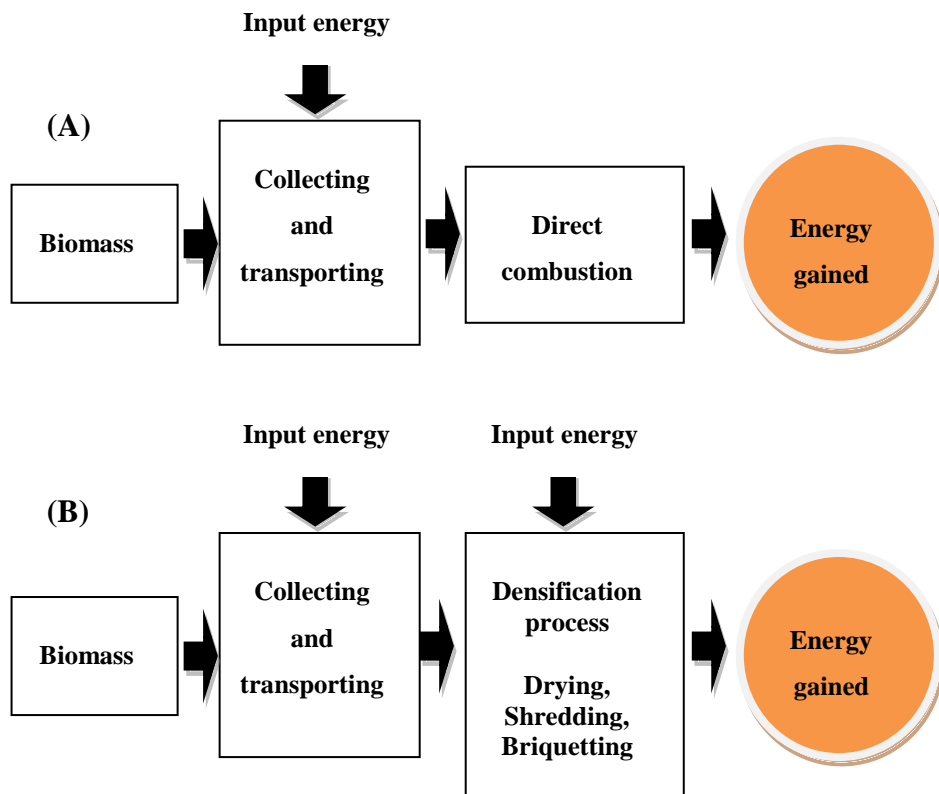 Input energy
(A)
Biomass
Collecting
and
transporting
Direct
combustion
Energy
gained
Input energy
Input energy
(B)
Biomass
Collecting
and
transporting
Densification
process
Drying,
Shredding,
Briquetting
Energy
gained